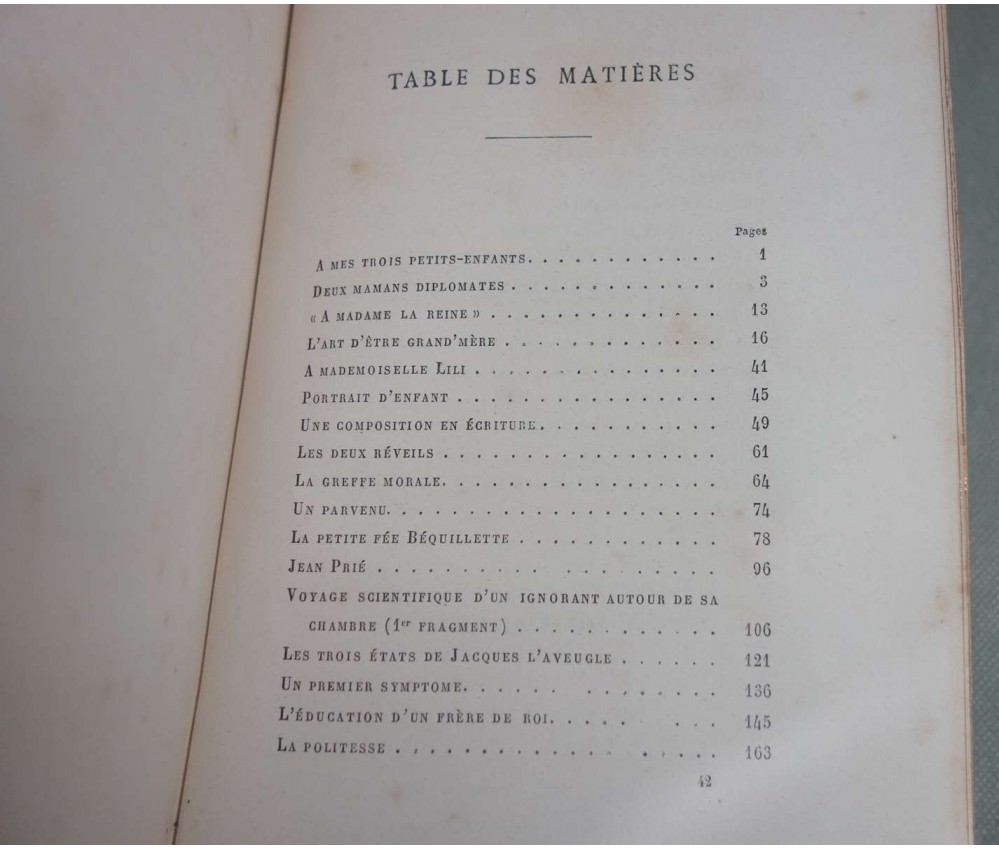 TABLE DES MATIÈRES
Pages
A MES TROIS PETITS-ENFANTS. . . . . . . . . . . . . 1
DEUX MAMANS DIPLOMATES . . . . . . . . . . . . . 3
« A MADAME LA REINE » . . . . . . . . . . . . . . 13
L'ART D'ÊTRE GRAND'MÈRE . . . . . . . . . . . . . 16
A MADEMOISELLE LILI . . . . . . . . . . . . . . . 41
PORTRAIT D'ENFANT . . . . . . . . . . . . . . . . 45
UNE COMPOSITION EN ÉCRITURE. . . . . . . . . . . 49
LES DEUX RÉVEILS . . . . . . . . . . . . . . . . . 61
LA GREFFE MORALE. . . . . . . . . . . . . . . . . 64
UN PARVENU. . . . . . . . . . . . . . . . . . . . 74
LA PETITE FÉE BÉQUILLETTE . . . . . . . . . . . . 78
JEAN PRIÉ . . . . . . . . . . . . . . . . . . . 96
VOYAGE SCIENTIFIQUE D'UN IGNORANT AUTOUR DE SA
CHAMBRE (1er FRAGMENT) . . . . . . . . . . . . 106
LES TROIS ÉTATS DE JACQUES L'AVEUGLE . . . . . . 121
UN PREMIER SYMPTOME. . . . . . . . . . . . . 136
L'ÉDUCATION D'UN FRÈRE DE ROI. . . . . . . . 145
LA POLITESSE . . . . . . . . . . . . . . . . . 163
42